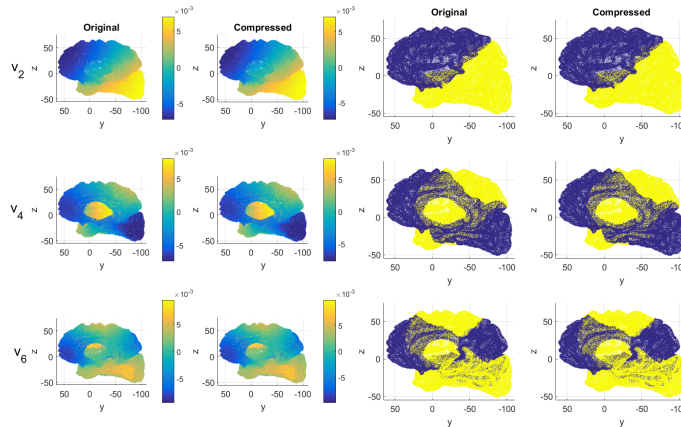 Original Compressed Original Compressed
×10⁻³ ×10⁻³
v₂ z 50 0 -50 5 0 -5 z 50 0 -50 5 0 -5 z 50 0 -50 z 50 0 -50
50 0 -50 -100 50 0 -50 -100 50 0 -50 -100 50 0 -50 -100
y y y y
×10⁻³ ×10⁻³
v₄ z 50 0 -50 5 0 -5 z 50 0 -50 5 0 -5 z 50 0 -50 z 50 0 -50
50 0 -50 -100 50 0 -50 -100 50 0 -50 -100 50 0 -50 -100
y y y y
×10⁻³ ×10⁻³
v₆ z 50 0 -50 5 0 -5 z 50 0 -50 5 0 -5 z 50 0 -50 z 50 0 -50
50 0 -50 -100 50 0 -50 -100 50 0 -50 -100 50 0 -50 -100
y y y y